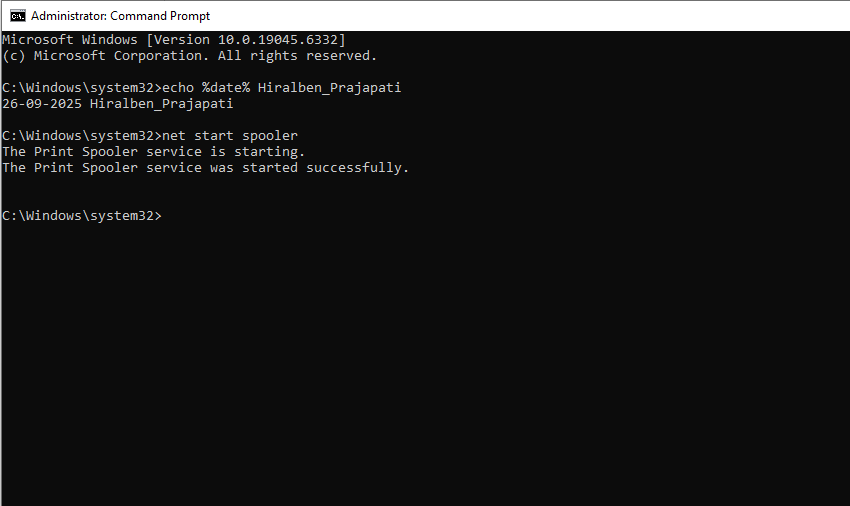 Administrator: Command Prompt
Microsoft Windows [Version 10.0.19045.6332]
(c) Microsoft Corporation. All rights reserved.
C:\Windows\system32>echo %date% Hiralben_Prajapati
26-09-2025 Hiralben_Prajapati
C:\Windows\system32>net start spooler
The Print Spooler service is starting.
The Print Spooler service was started successfully.
C:\Windows\system32>